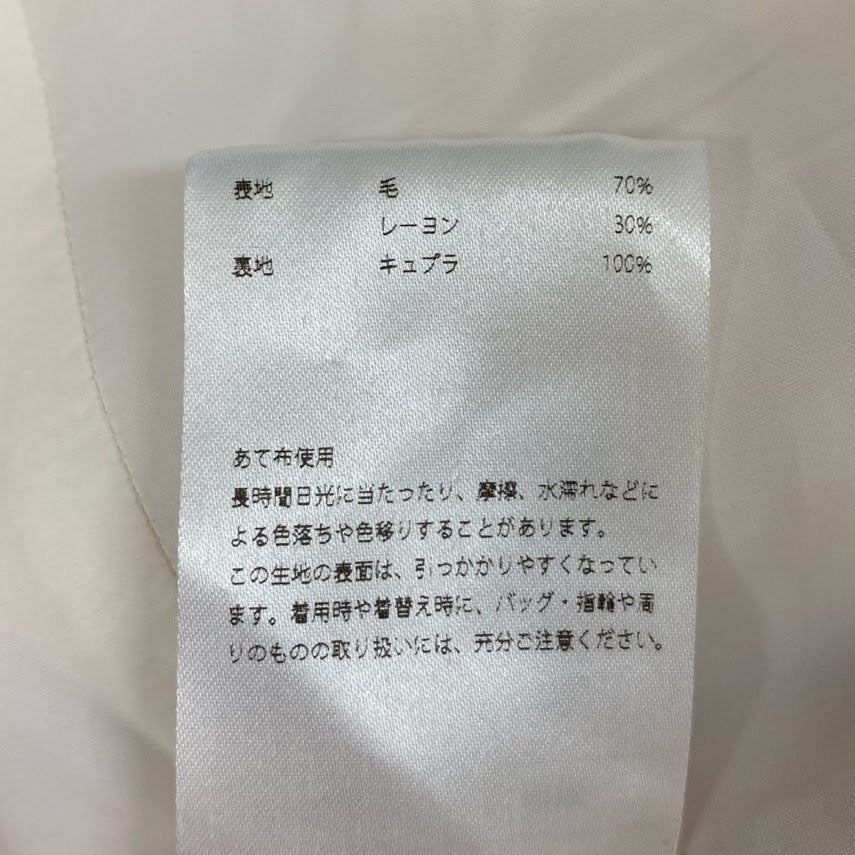 表地 毛 70%
レーヨン 30%
裏地 キュプラ 100%
あて布使用
長時間日光に当たったり、摩擦、水濡れなどに
よる色落ちや色移りすることがあります。
この生地の表面は、引っかかりやすくなってい
ます。着用時や着替え時に、バッグ・指輪や周
りのものの取り扱いには、充分ご注意ください。